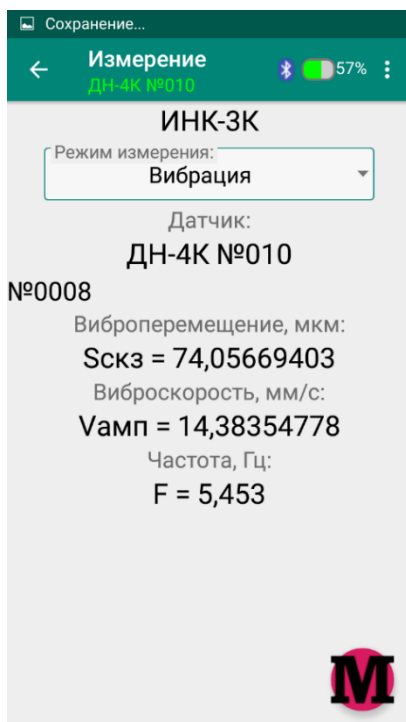 Сохранение...
Измерение
ДН-4К №010
57%
ИНК-3К
Режим измерения:
Вибрация
Датчик:
ДН-4К №010
№0008
Виброперемещение, мкм:
Sскз = 74,05669403
Виброскорость, мм/с:
Vамп = 14,38354778
Частота, Гц:
F = 5,453
M